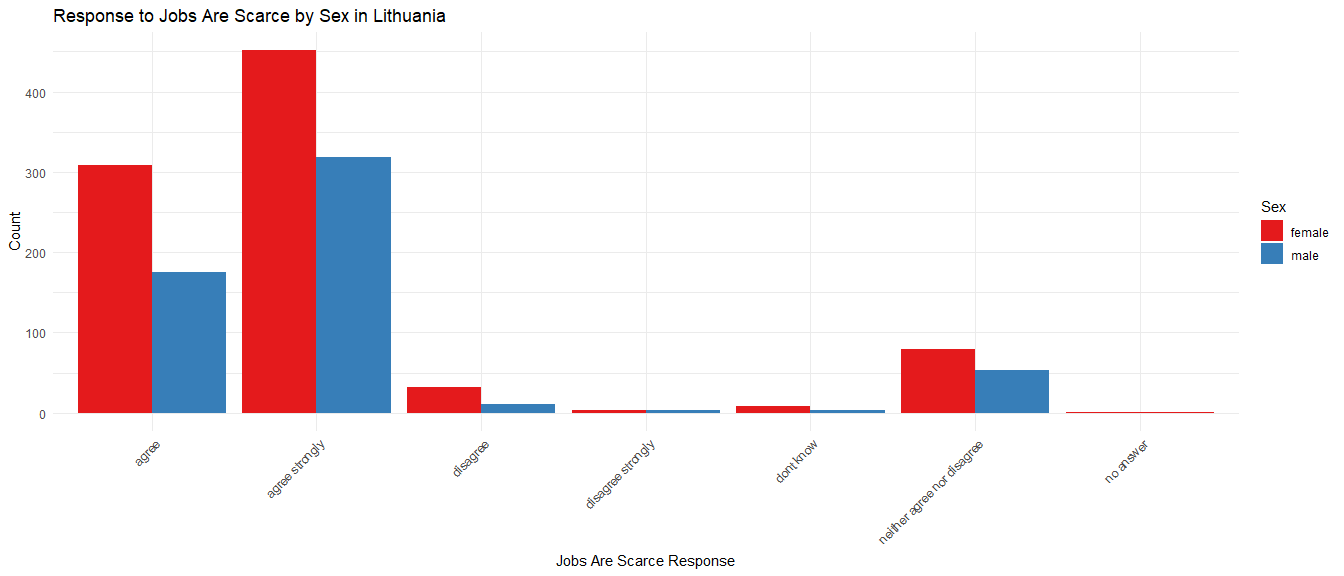 Response to Jobs Are Scarce by Sex in Lithuania
Count
400
300
200
100
0
agree
agree strongly
disagree
disagree strongly
dont know
neither agree nor disagree
no answer
Jobs Are Scarce Response
Sex
female
male